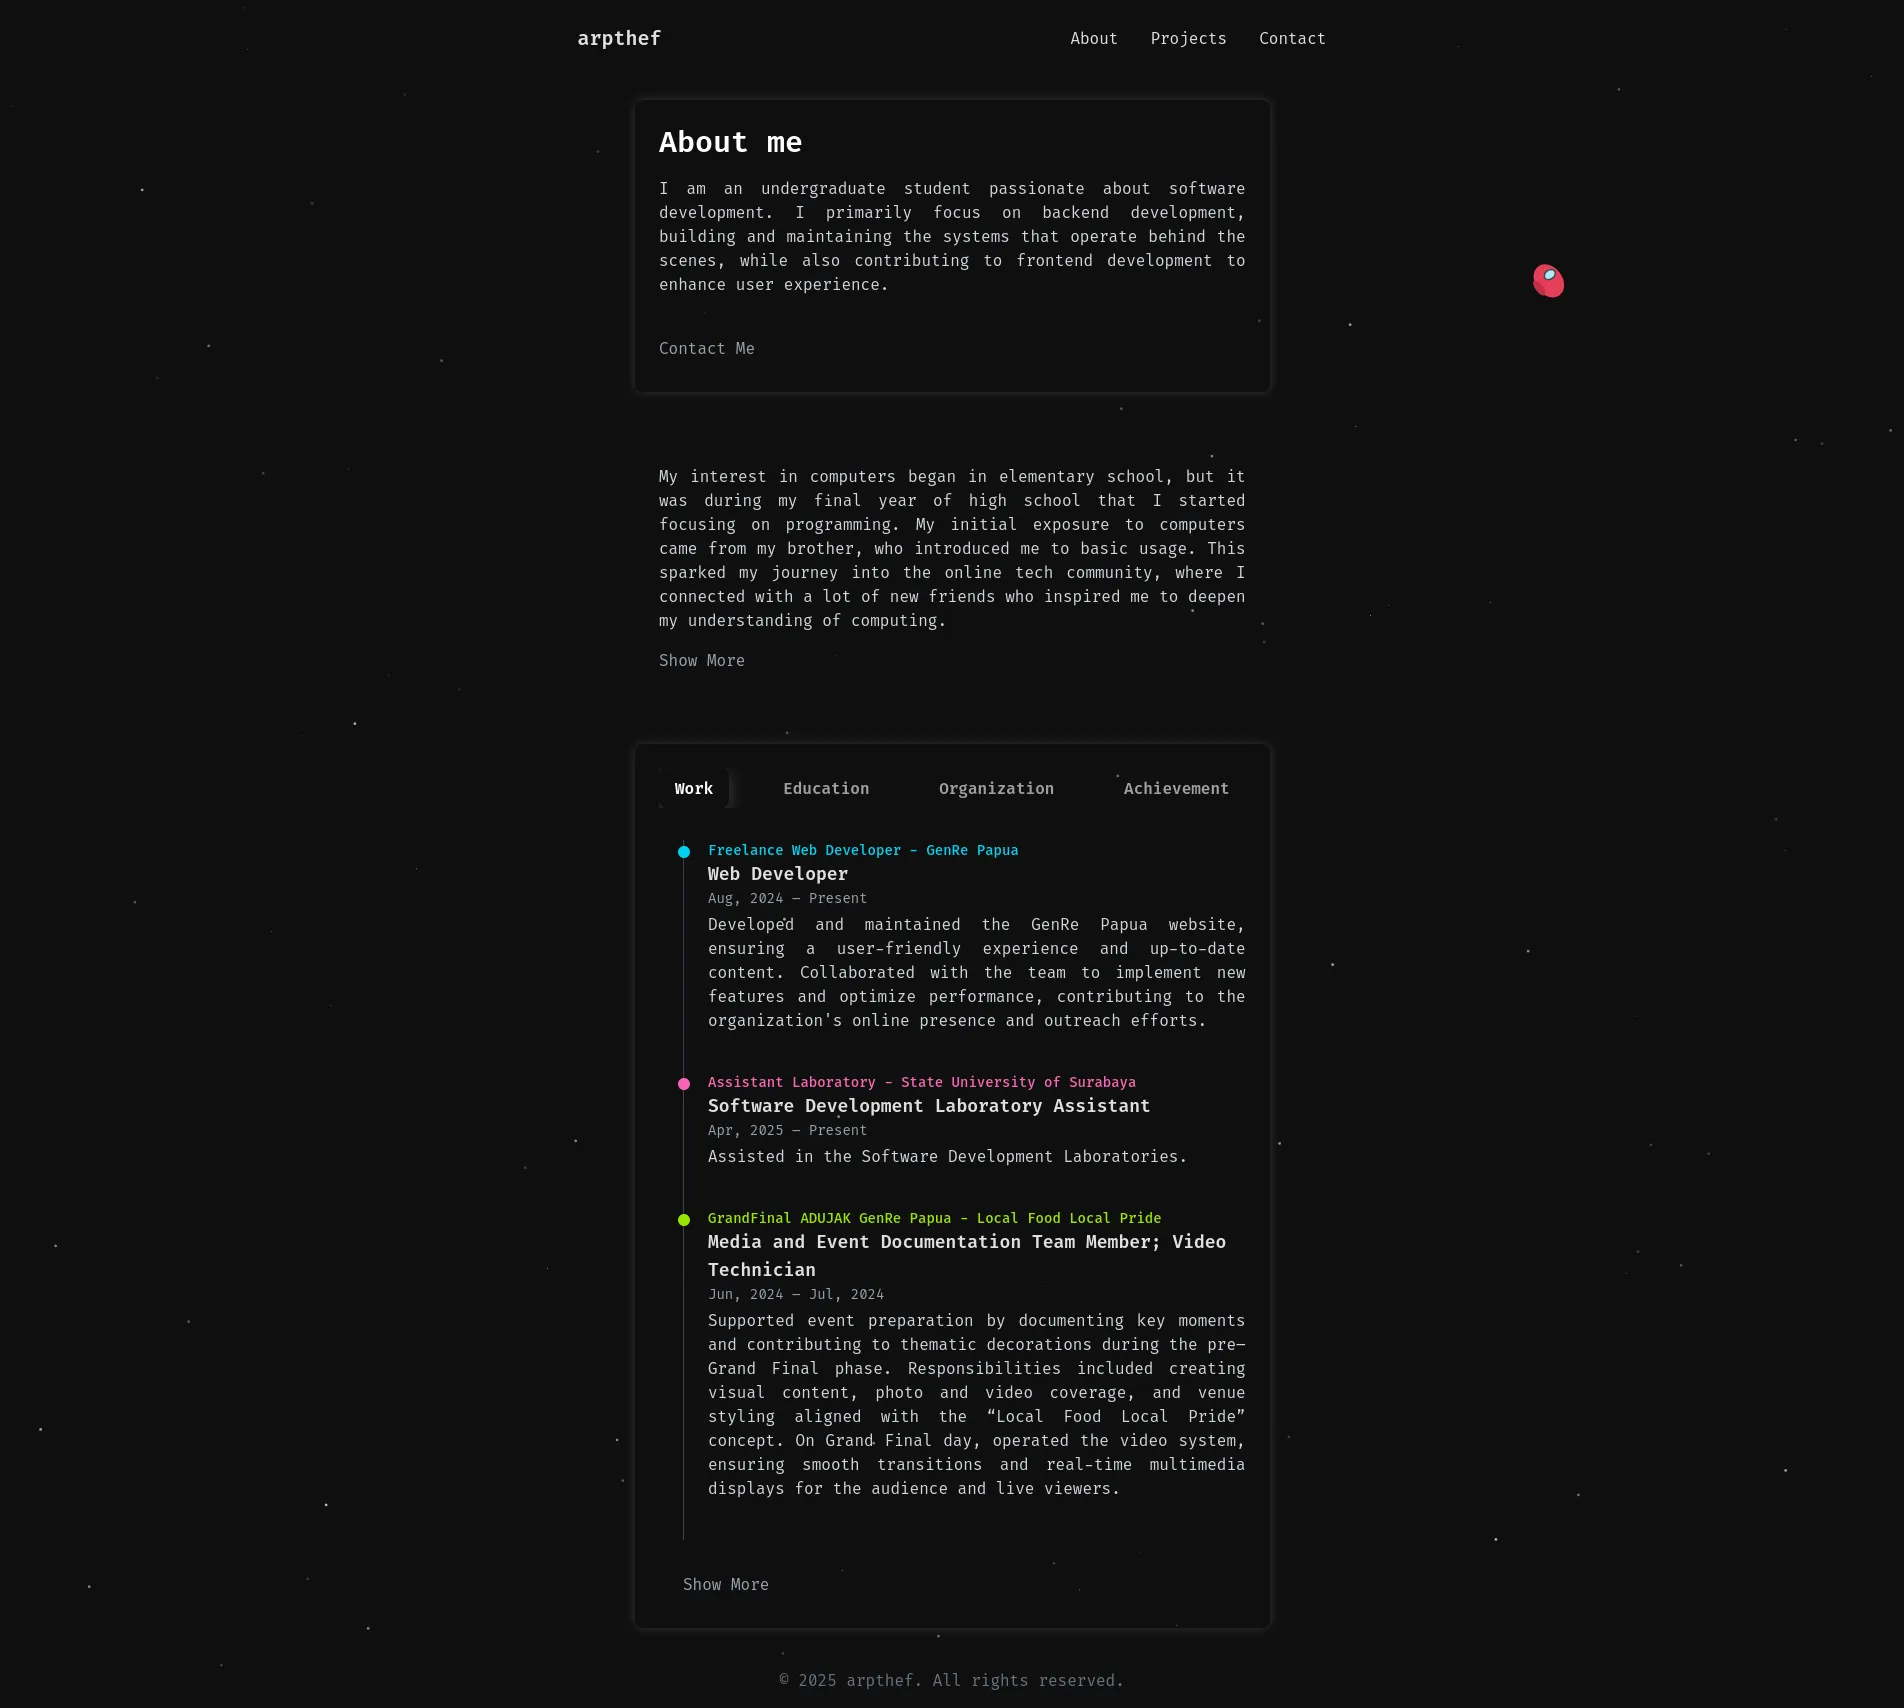 arpthef
About Projects Contact
About me
I am an undergraduate student passionate about software
development. I primarily focus on backend development,
building and maintaining the systems that operate behind the
scenes, while also contributing to frontend development to
enhance user experience.
Contact Me
My interest in computers began in elementary school, but it
was during my final year of high school that I started
focusing on programming. My initial exposure to computers
came from my brother, who introduced me to basic usage. This
sparked my journey into the online tech community, where I
connected with a lot of new friends who inspired me to deepen
my understanding of computing.
Show More
Work Education Organization Achievement
Freelance Web Developer - GenRe Papua
Web Developer
Aug, 2024 — Present
Developed and maintained the GenRe Papua website,
ensuring a user-friendly experience and up-to-date
content. Collaborated with the team to implement new
features and optimize performance, contributing to the
organization's online presence and outreach efforts.
Assistant Laboratory - State University of Surabaya
Software Development Laboratory Assistant
Apr, 2025 — Present
Assisted in the Software Development Laboratories.
GrandFinal ADUJAK GenRe Papua - Local Food Local Pride
Media and Event Documentation Team Member; Video
Technician
Jun, 2024 — Jul, 2024
Supported event preparation by documenting key moments
and contributing to thematic decorations during the pre–
Grand Final phase. Responsibilities included creating
visual content, photo and video coverage, and venue
styling aligned with the “Local Food Local Pride”
concept. On Grand Final day, operated the video system,
ensuring smooth transitions and real-time multimedia
displays for the audience and live viewers.
Show More
© 2025 arpthef. All rights reserved.